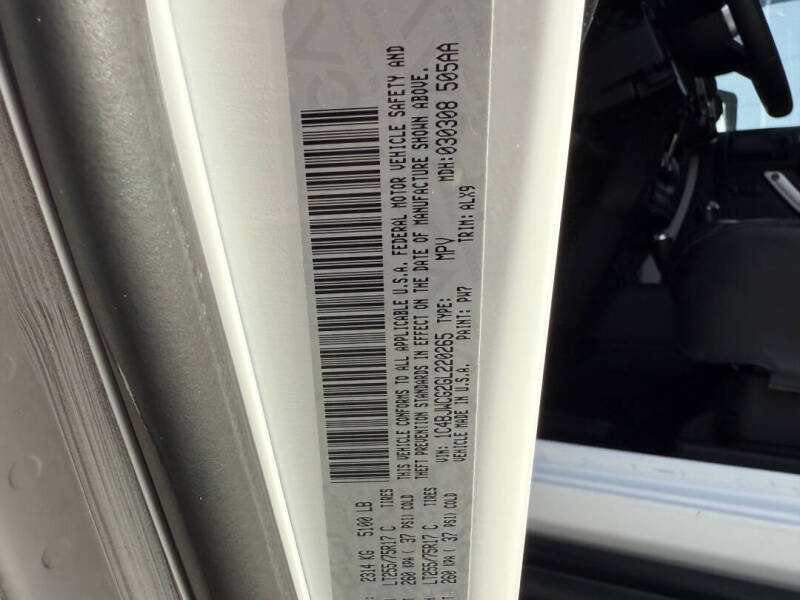 : 2314 KG 5100 LB
LT255/75R17 C TIRES
260 KPA ( 37 PSI) COLD
LT255/75R17 C TIRES
260 KPA ( 37 PSI) COLD
THIS VEHICLE CONFORMS TO ALL APPLICABLE U.S.A. FEDERAL MOTOR VEHICLE SAFETY AND
THEFT PREVENTION STANDARDS IN EFFECT ON THE DATE OF MANUFACTURE SHOWN ABOVE.
VIN: 1C4BJWCG2GL220265 TYPE: MPV MDH:030308 505AA
VEHICLE MADE IN U.S.A. PAINT: PW7 TRIM: ALX9